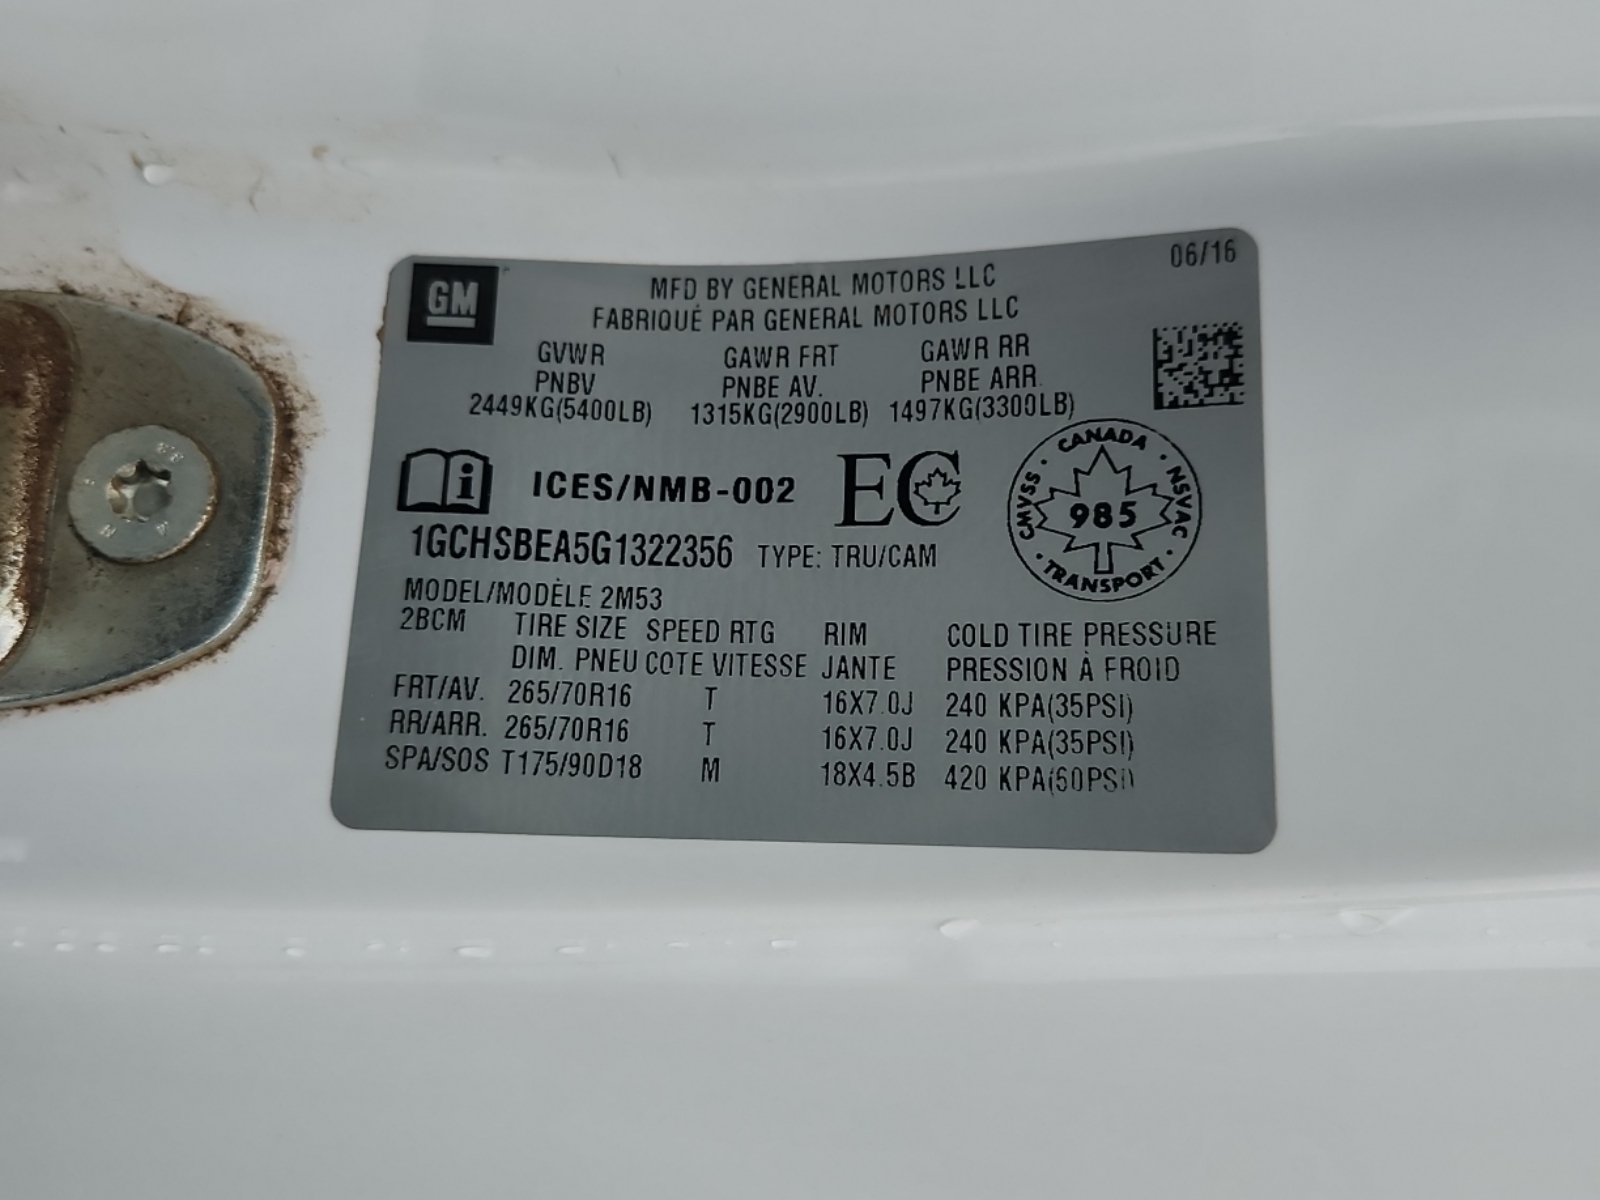 06/16
GM
MFD BY GENERAL MOTORS LLC
FABRIQUÉ PAR GENERAL MOTORS LLC
GVWR GAWR FRT GAWR RR
PNBV PNBE AV. PNBE ARR.
2449KG(5400LB) 1315KG(2900LB) 1497KG(3300LB)
i ICES/NMB-002 EC
CANADA
CMVSS · 985 · NSVAC
TRANSPORT
1GCHSBEA5G1322356 TYPE: TRU/CAM
MODEL/MODÈLE 2M53
2BCM TIRE SIZE SPEED RTG RIM COLD TIRE PRESSURE
DIM. PNEU COTE VITESSE JANTE PRESSION À FROID
FRT/AV. 265/70R16 T 16X7.0J 240 KPA(35PSI)
RR/ARR. 265/70R16 T 16X7.0J 240 KPA(35PSI)
SPA/SOS T175/90D18 M 18X4.5B 420 KPA(60PSI)